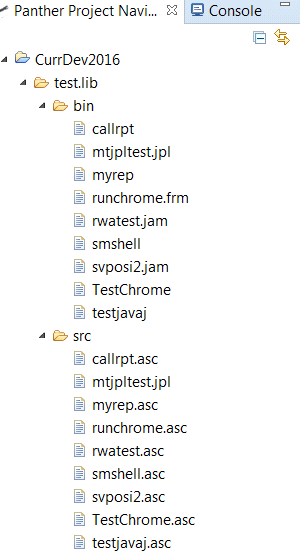 Panther Project Navi... Console
CurrDev2016
test.lib
bin
callrpt
mtjpltest.jpl
myrep
runchrome.frm
rwatest.jam
smshell
svposi2.jam
TestChrome
testjavaj
src
callrpt.asc
mtjpltest.jpl
myrep.asc
runchrome.asc
rwatest.asc
smshell.asc
svposi2.asc
TestChrome.asc
testjavaj.asc